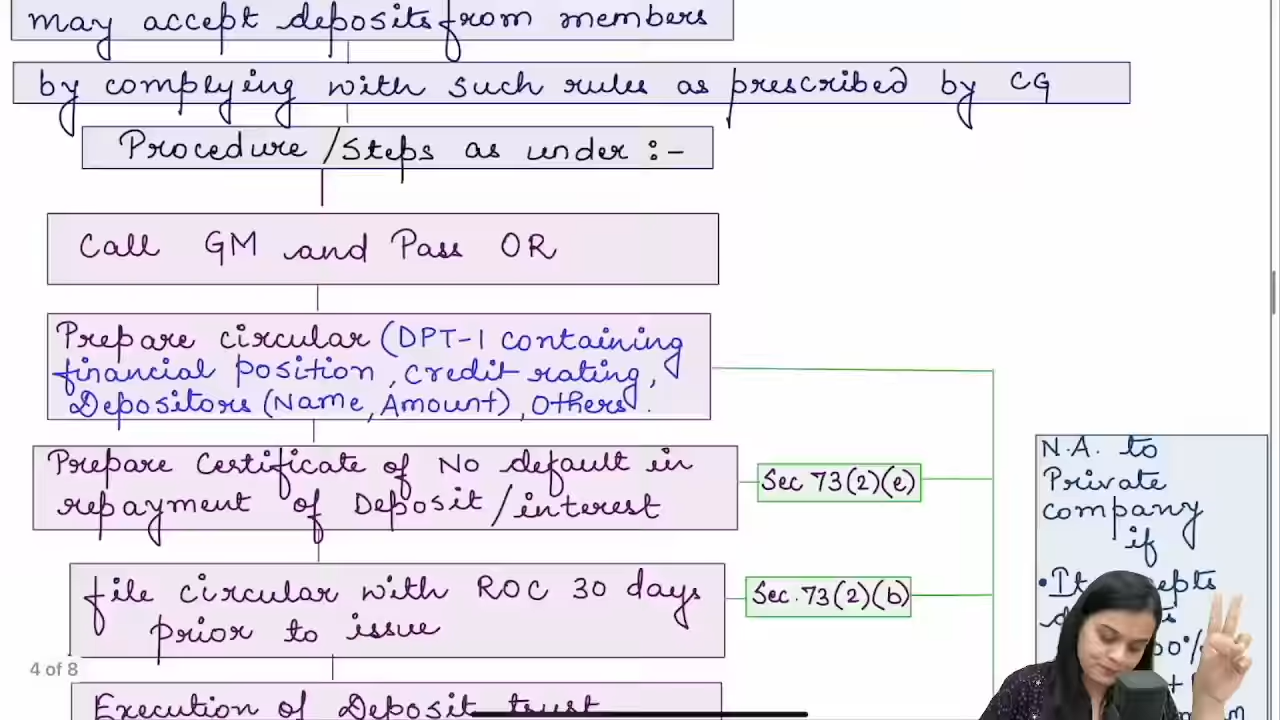 may accept deposits from members
by complying with such rules as prescribed by CG
Procedure/Steps as under :-
Call GM and Pass OR
Prepare circular (DPT-1 containing
financial position, credit rating,
Depositors (Name, Amount), Others.
Prepare Certificate of No default in
repayment of Deposit/interest
Sec 73(2)(e)
file circular with ROC 30 days
prior to issue
Sec.73(2)(b)
Execution of Deposit trust
N.A. to
Private
company
if
• It
4 of 8